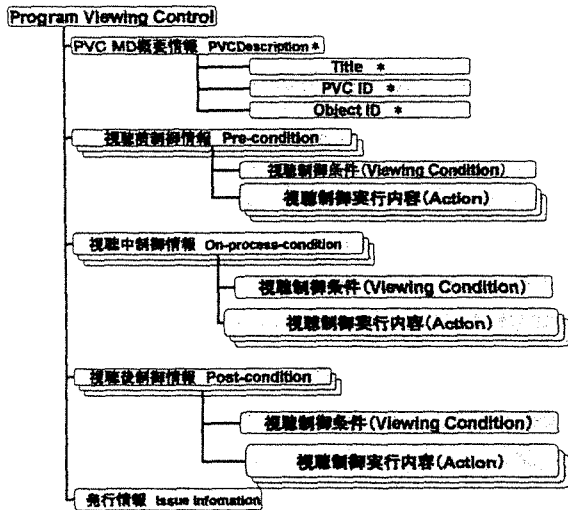 Program Viewing Control
PVC MD概要情報 PVCDescription *
Title *
PVC ID *
Object ID *
視聴前制御情報 Pre-condition
視聴制御条件(Viewing Condition)
視聴制御実行内容(Action)
視聴中制御情報 On-process-condition
視聴制御条件(Viewing Condition)
視聴制御実行内容(Action)
視聴後制御情報 Post-condition
視聴制御条件(Viewing Condition)
視聴制御実行内容(Action)
発行情報 Issue infomation